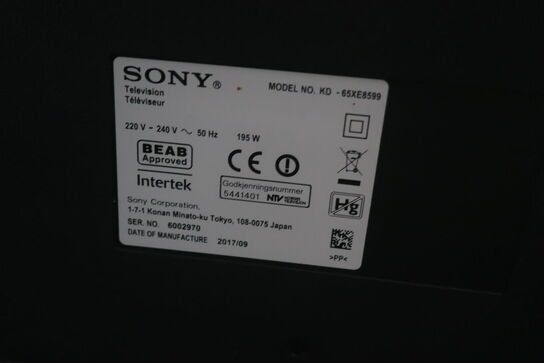 SONY®
MODEL NO. KD - 65XE8599
Television
Téléviseur
220 V - 240 V ~ 50 Hz 195 W
BEAB
Approved
Intertek
CE
Godkjenningsnummer
5441401 NTV
Hg
Sony Corporation
1-7-1 Konan Minato-ku Tokyo, 108-0075 Japan
SER. NO. 6002970
DATE OF MANUFACTURE 2017/09
>PP<